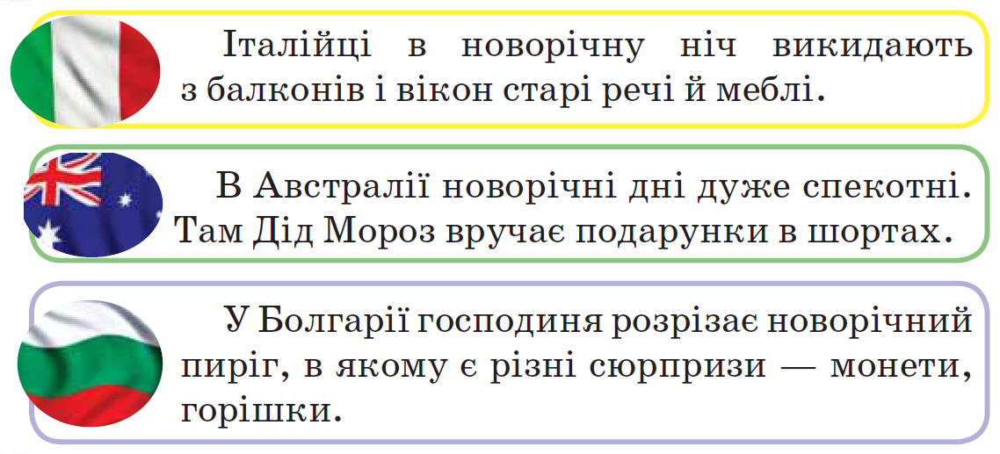 Італійці в новорічну ніч викидають
з балконів і вікон старі речі й меблі.
В Австралії новорічні дні дуже спекотні.
Там Дід Мороз вручає подарунки в шортах.
У Болгарії господиня розрізає новорічний
пиріг, в якому є різні сюрпризи — монети,
горішки.